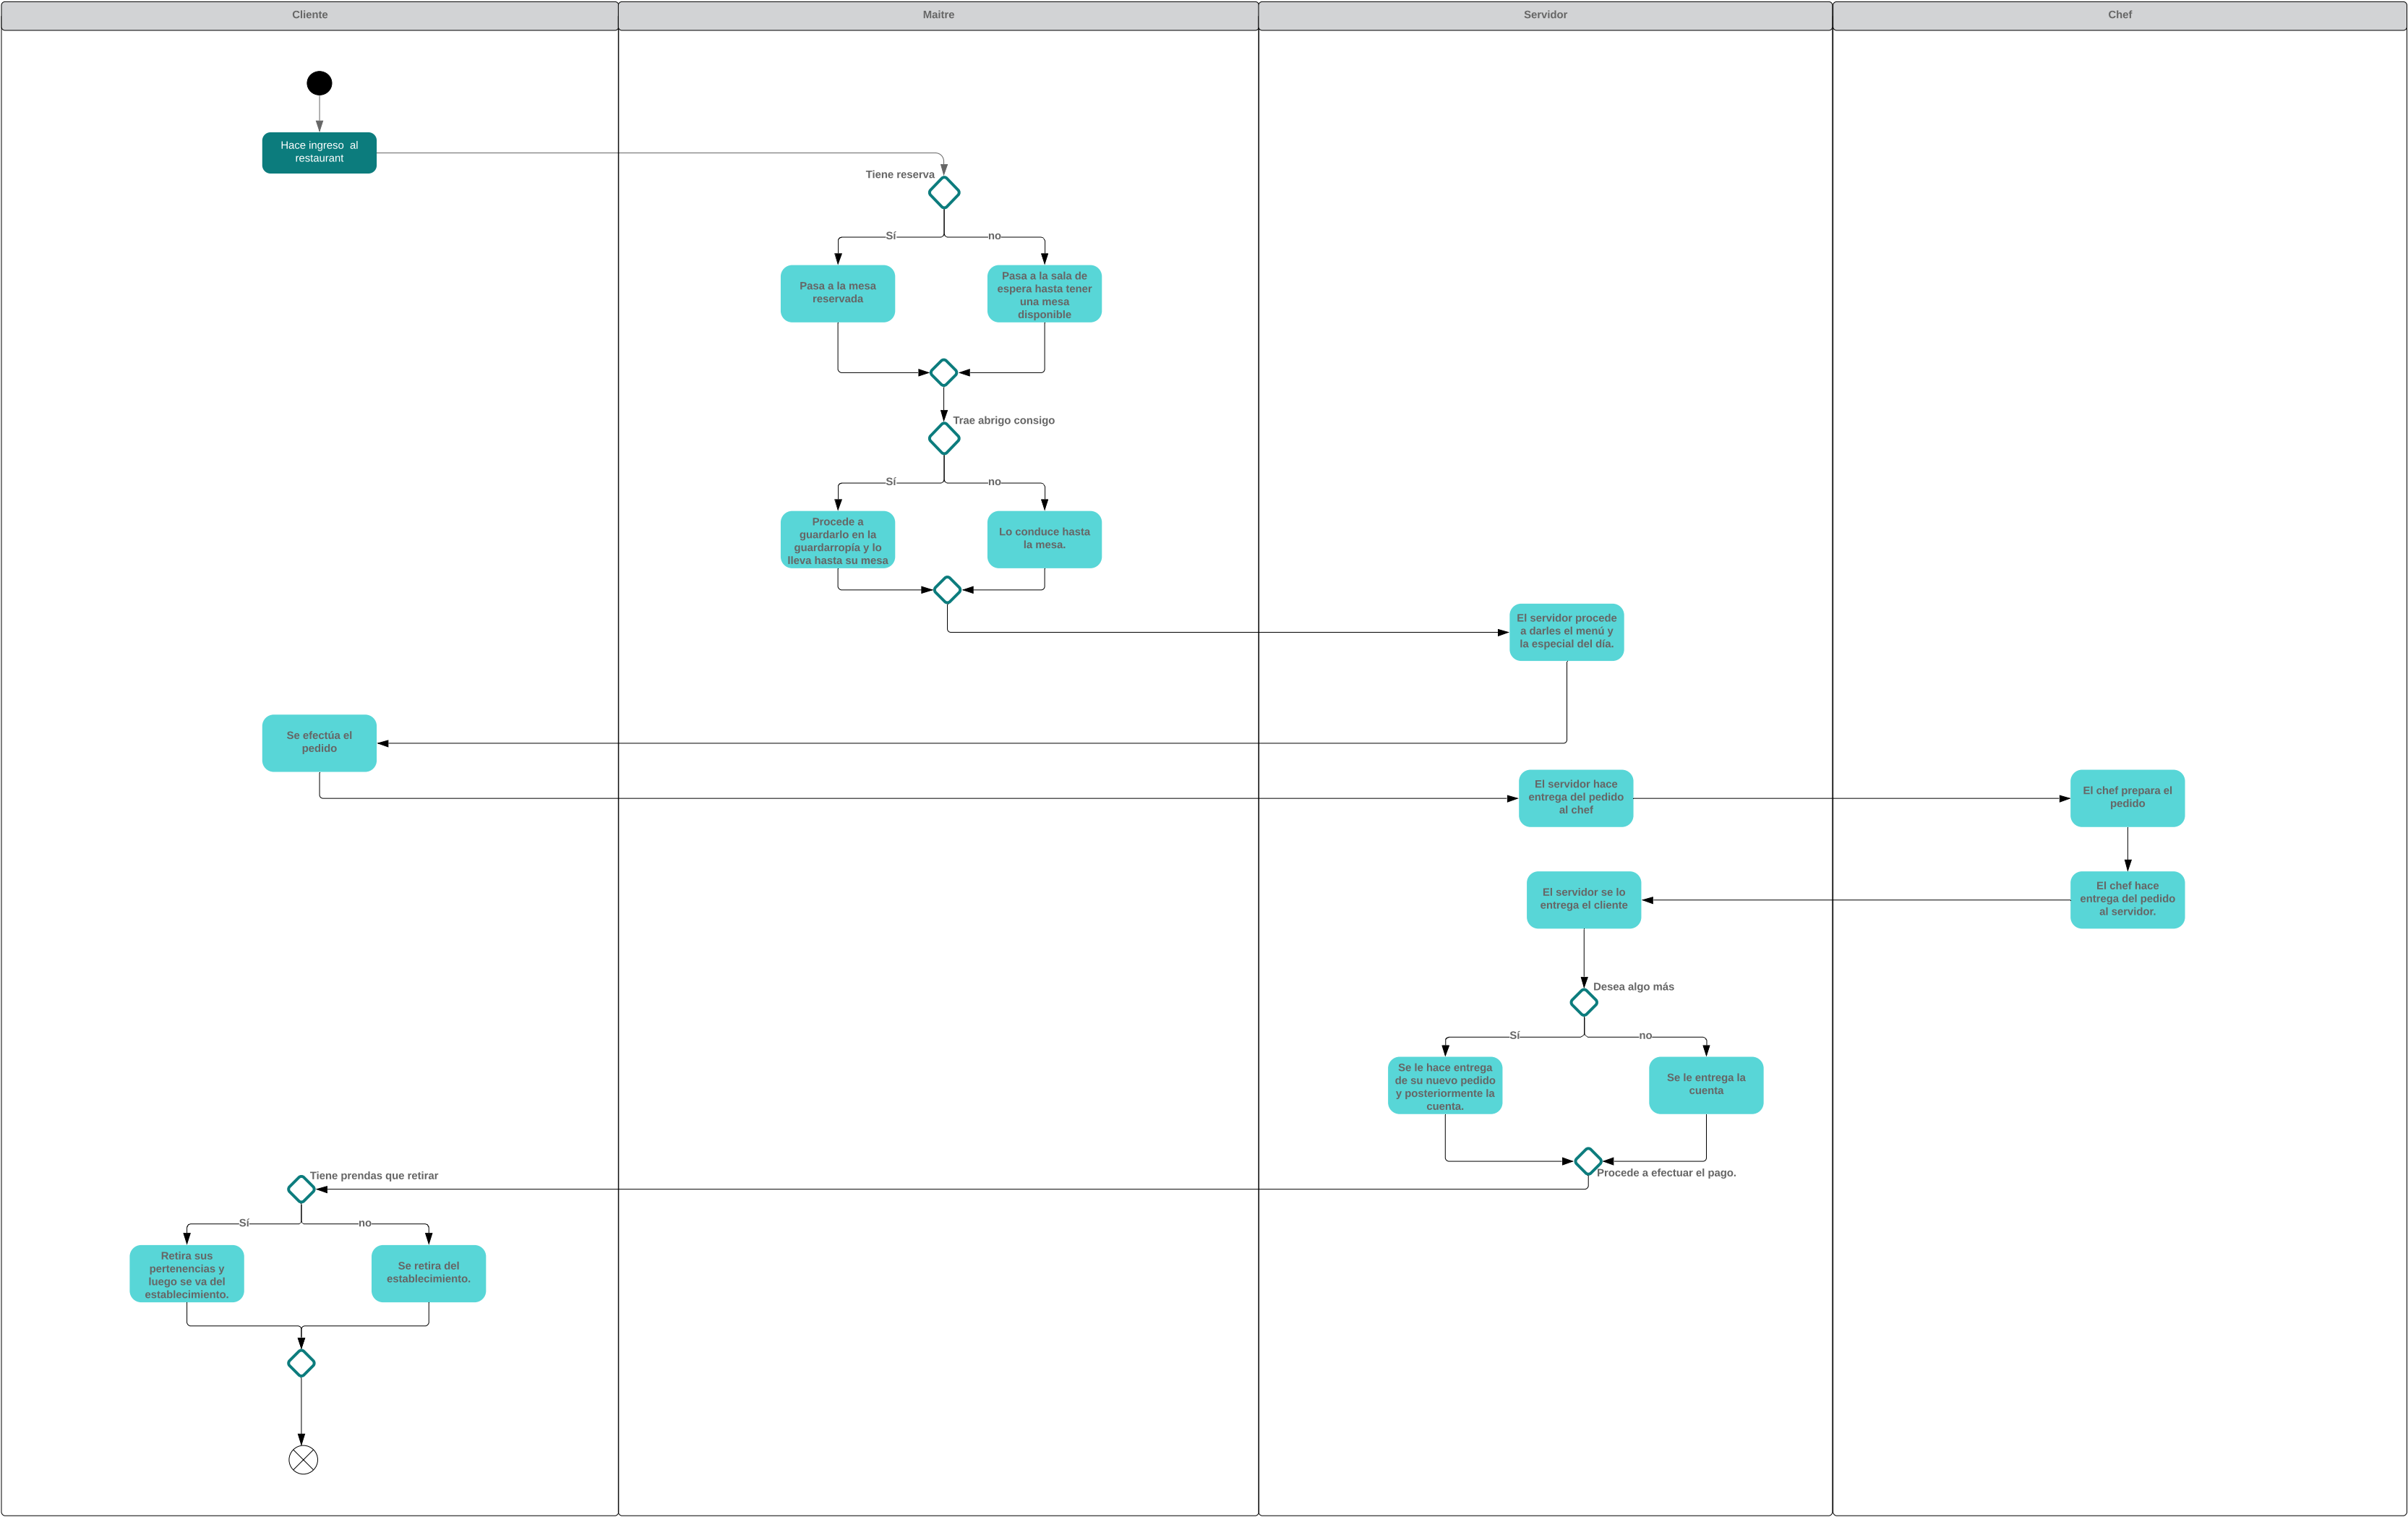 Cliente
Maitre
Servidor
Chef
Hace ingreso  al
restaurant
Tiene reserva
Sí
no
Pasa a la mesa
reservada
Pasa a la sala de
espera hasta tener
una mesa
disponible
Trae abrigo consigo
Sí
no
Procede a
guardarlo en la
guardarropía y lo
lleva hasta su mesa
Lo conduce hasta
la mesa.
El servidor procede
a darles el menú y
la especial del día.
Se efectúa el
pedido
El servidor hace
entrega del pedido
al chef
El chef prepara el
pedido
El chef hace
entrega del pedido
al servidor.
El servidor se lo
entrega el cliente
Desea algo más
Sí
no
Se le hace entrega
de su nuevo pedido
y posteriormente la
cuenta.
Se le entrega la
cuenta
Procede a efectuar el pago.
Tiene prendas que retirar
Sí
no
Retira sus
pertenencias y
luego se va del
establecimiento.
Se retira del
establecimiento.